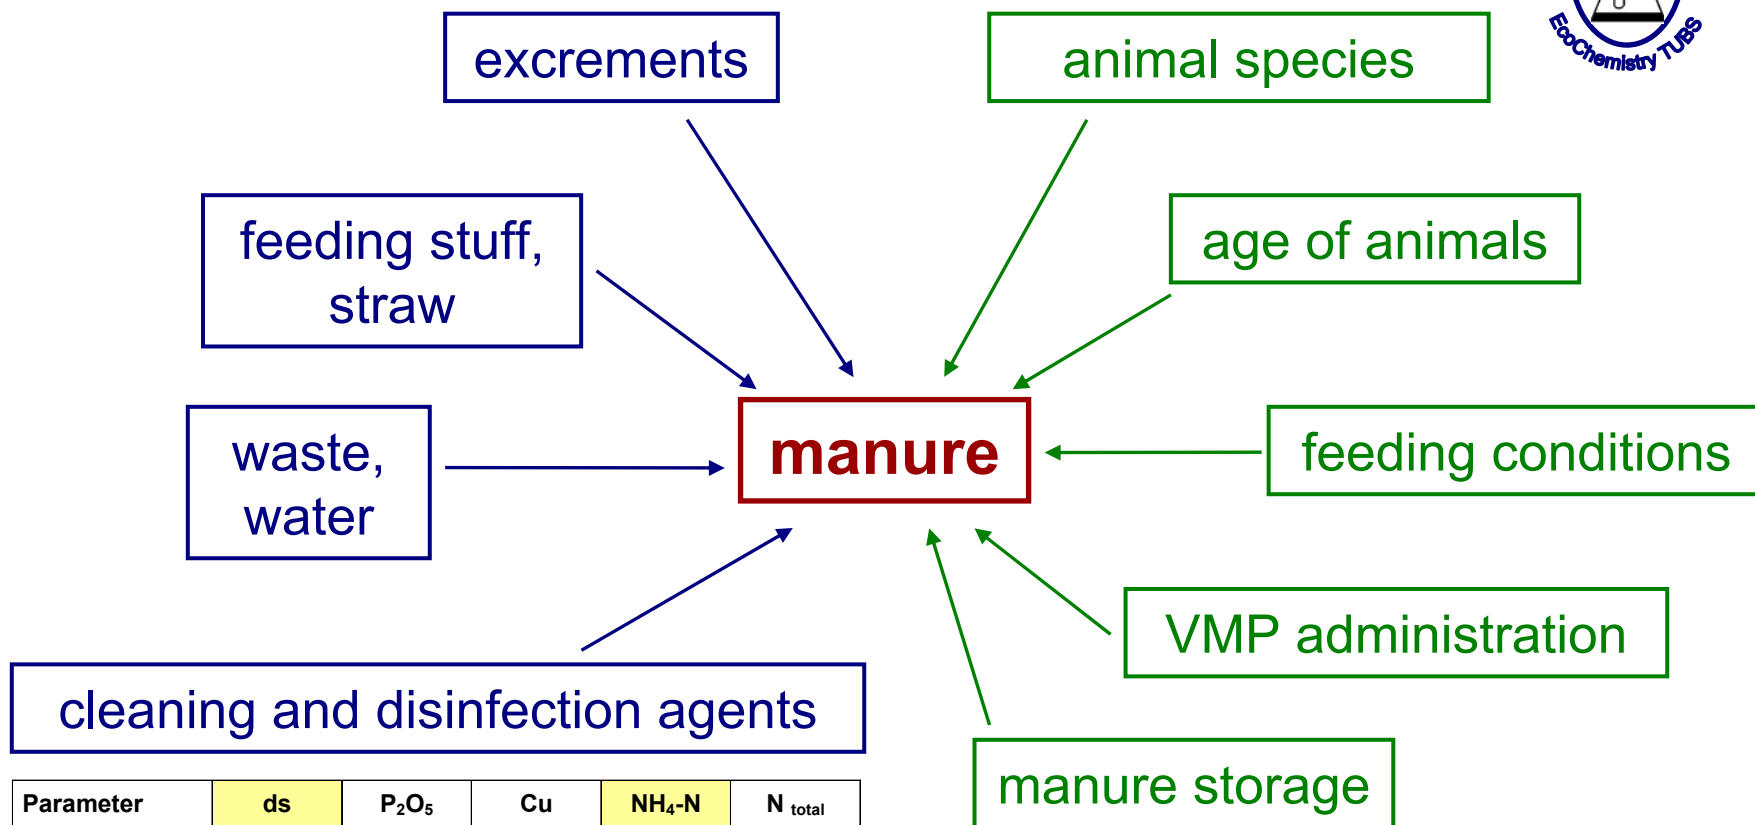 EcoChemistry TUBS
excrements
animal species
feeding stuff,
straw
age of animals
waste,
water
manure
feeding conditions
VMP administration
cleaning and disinfection agents
manure storage
Parameter ds P₂O₅ Cu NH₄-N N total